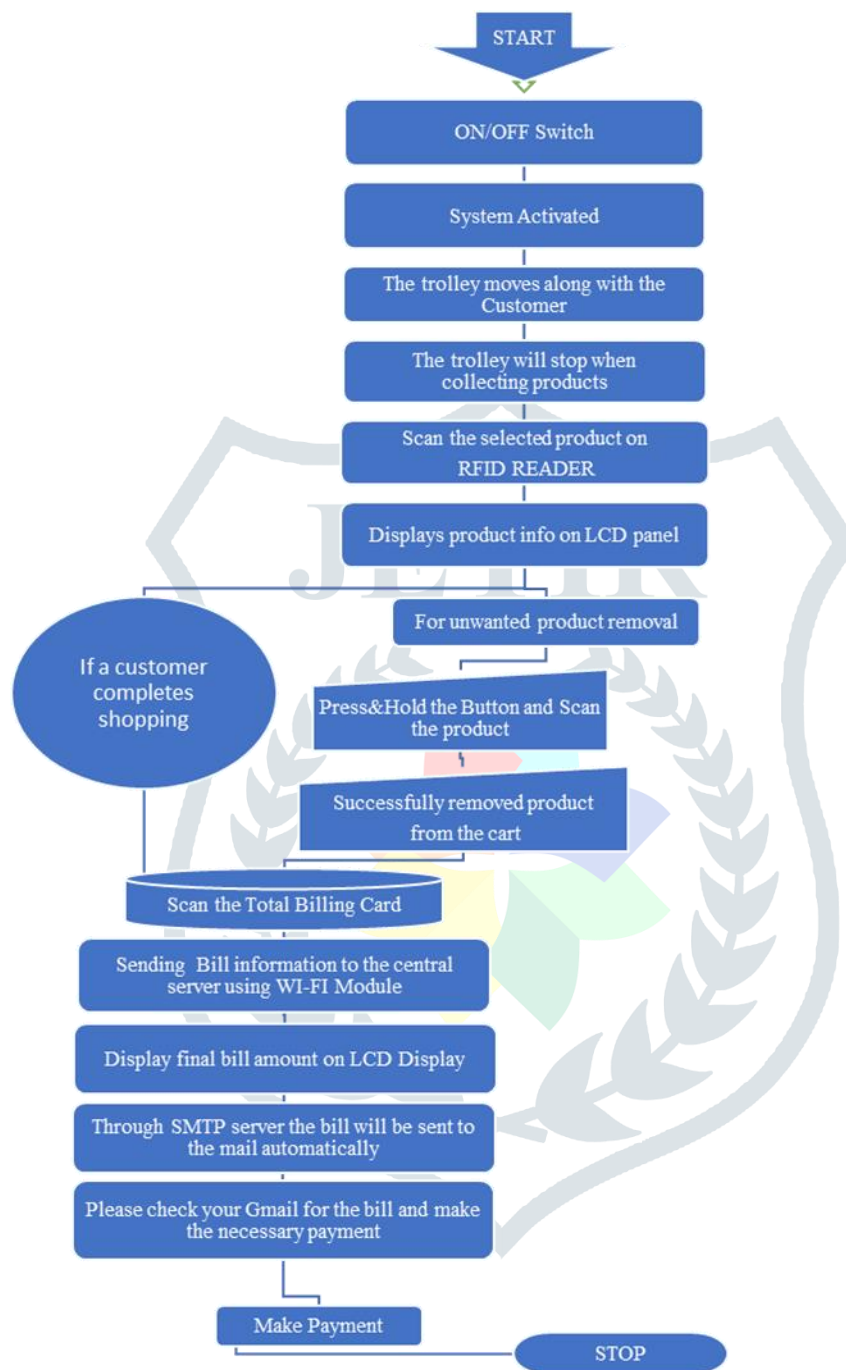 START
ON/OFF Switch
System Activated
The trolley moves along with the
Customer
The trolley will stop when
collecting products
Scan the selected product on
RFID READER
JETIR
Displays product info on LCD panel
For unwanted product removal
If a customer
completes
shopping
Press&Hold the Button and Scan
the product
Successfully removed product
from the cart
Scan the Total Billing Card
Sending Bill information to the central
server using WI-FI Module
Display final bill amount on LCD Display
Through SMTP server the bill will be sent to
the mail automatically
Please check your Gmail for the bill and make
the necessary payment
Make Payment
STOP